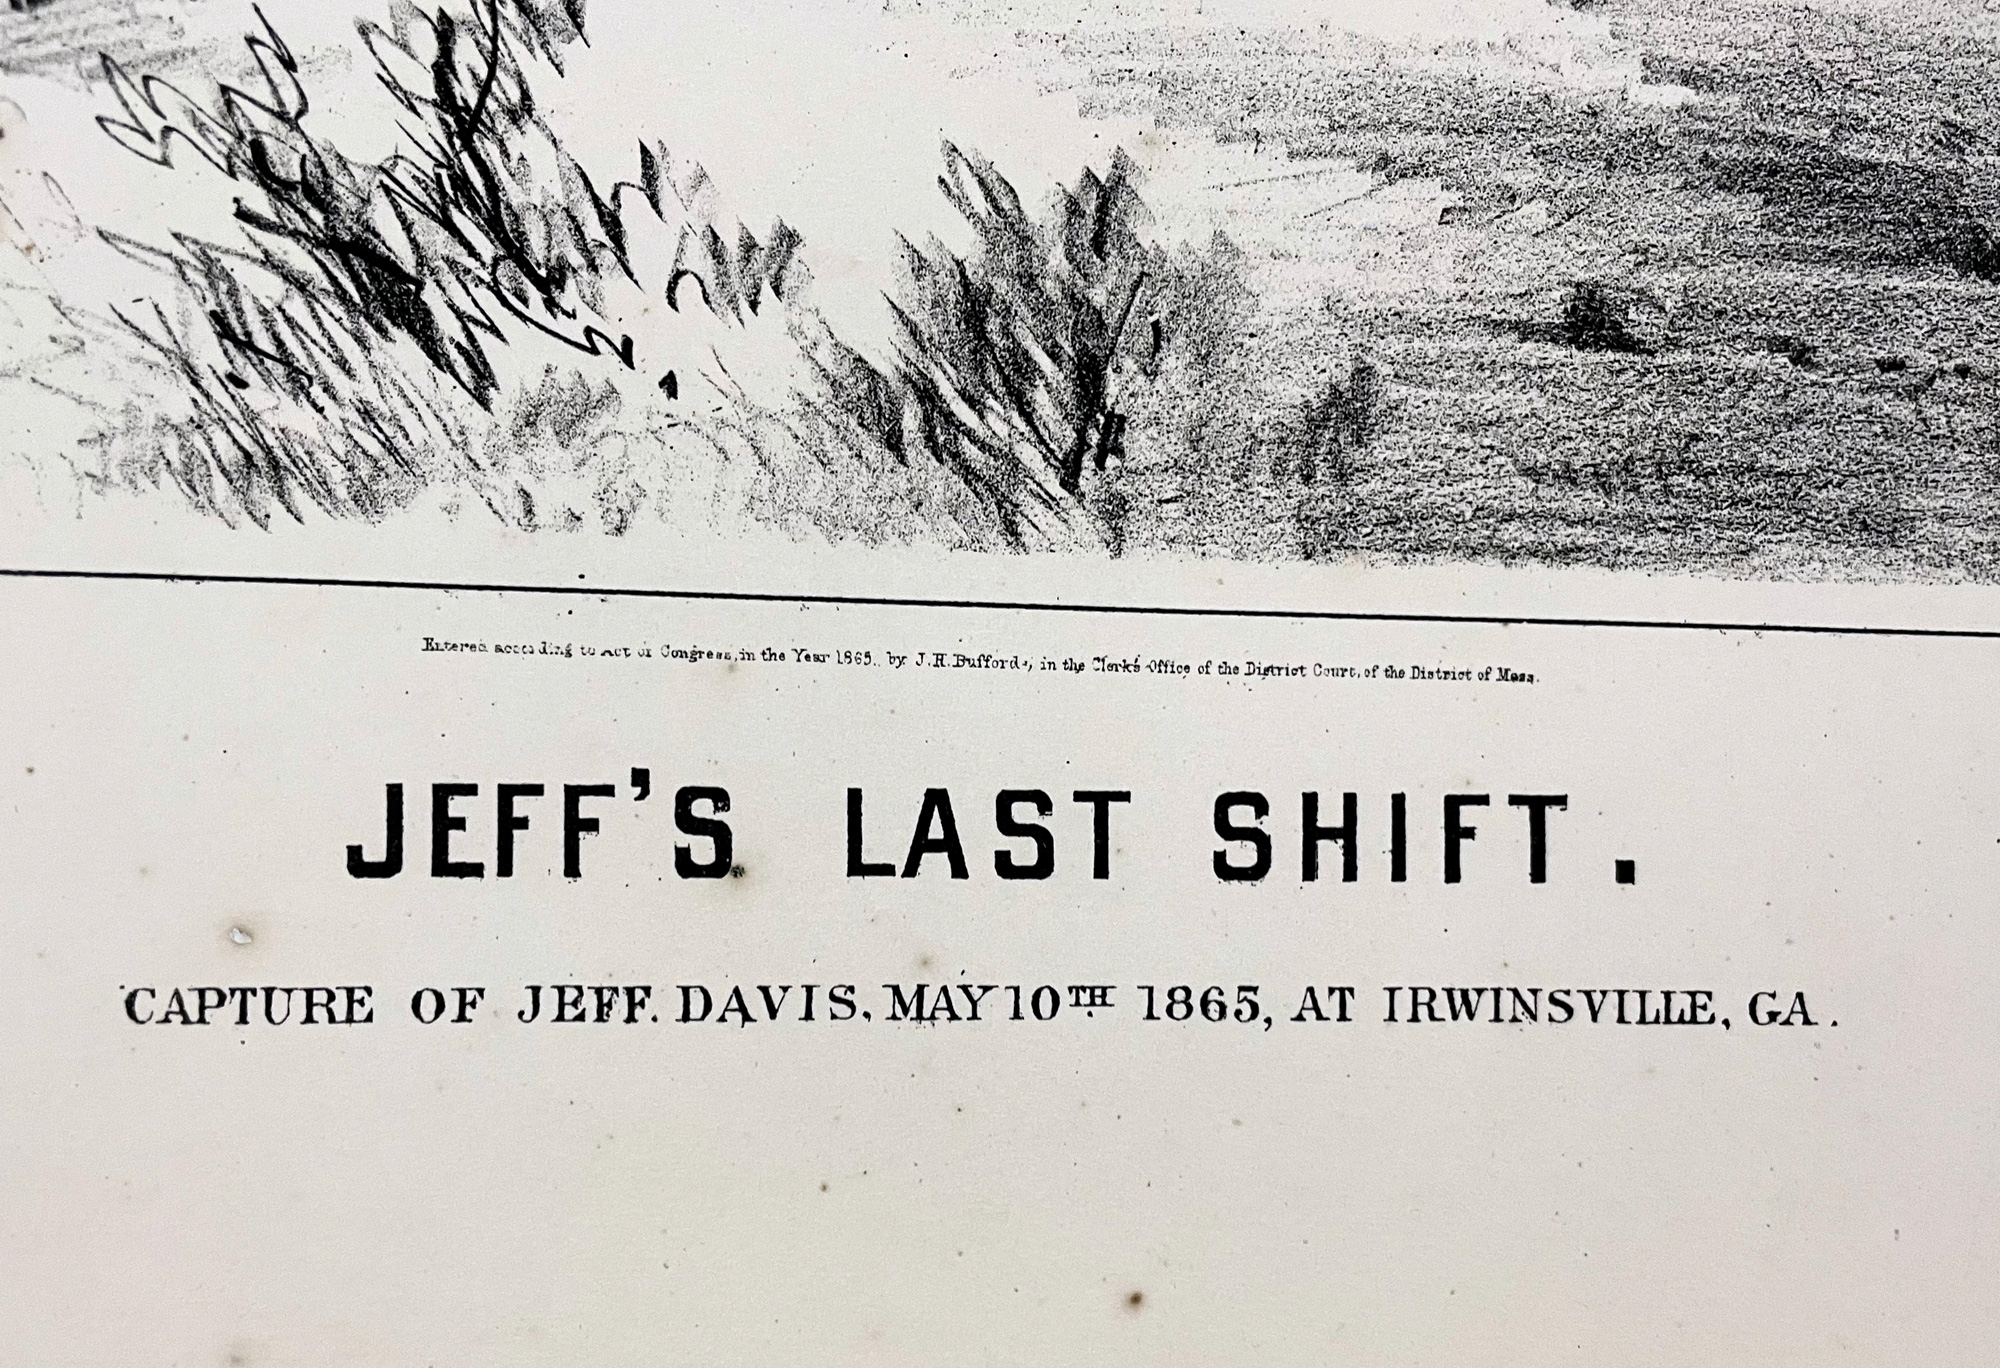 Entered according to Act of Congress, in the Year 1865, by J.H. Bufford, in the Clerk's Office of the District Court, of the District of Mass.
JEFF'S LAST SHIFT.
CAPTURE OF JEFF. DAVIS, MAY 10TH 1865, AT IRWINSVILLE, GA.